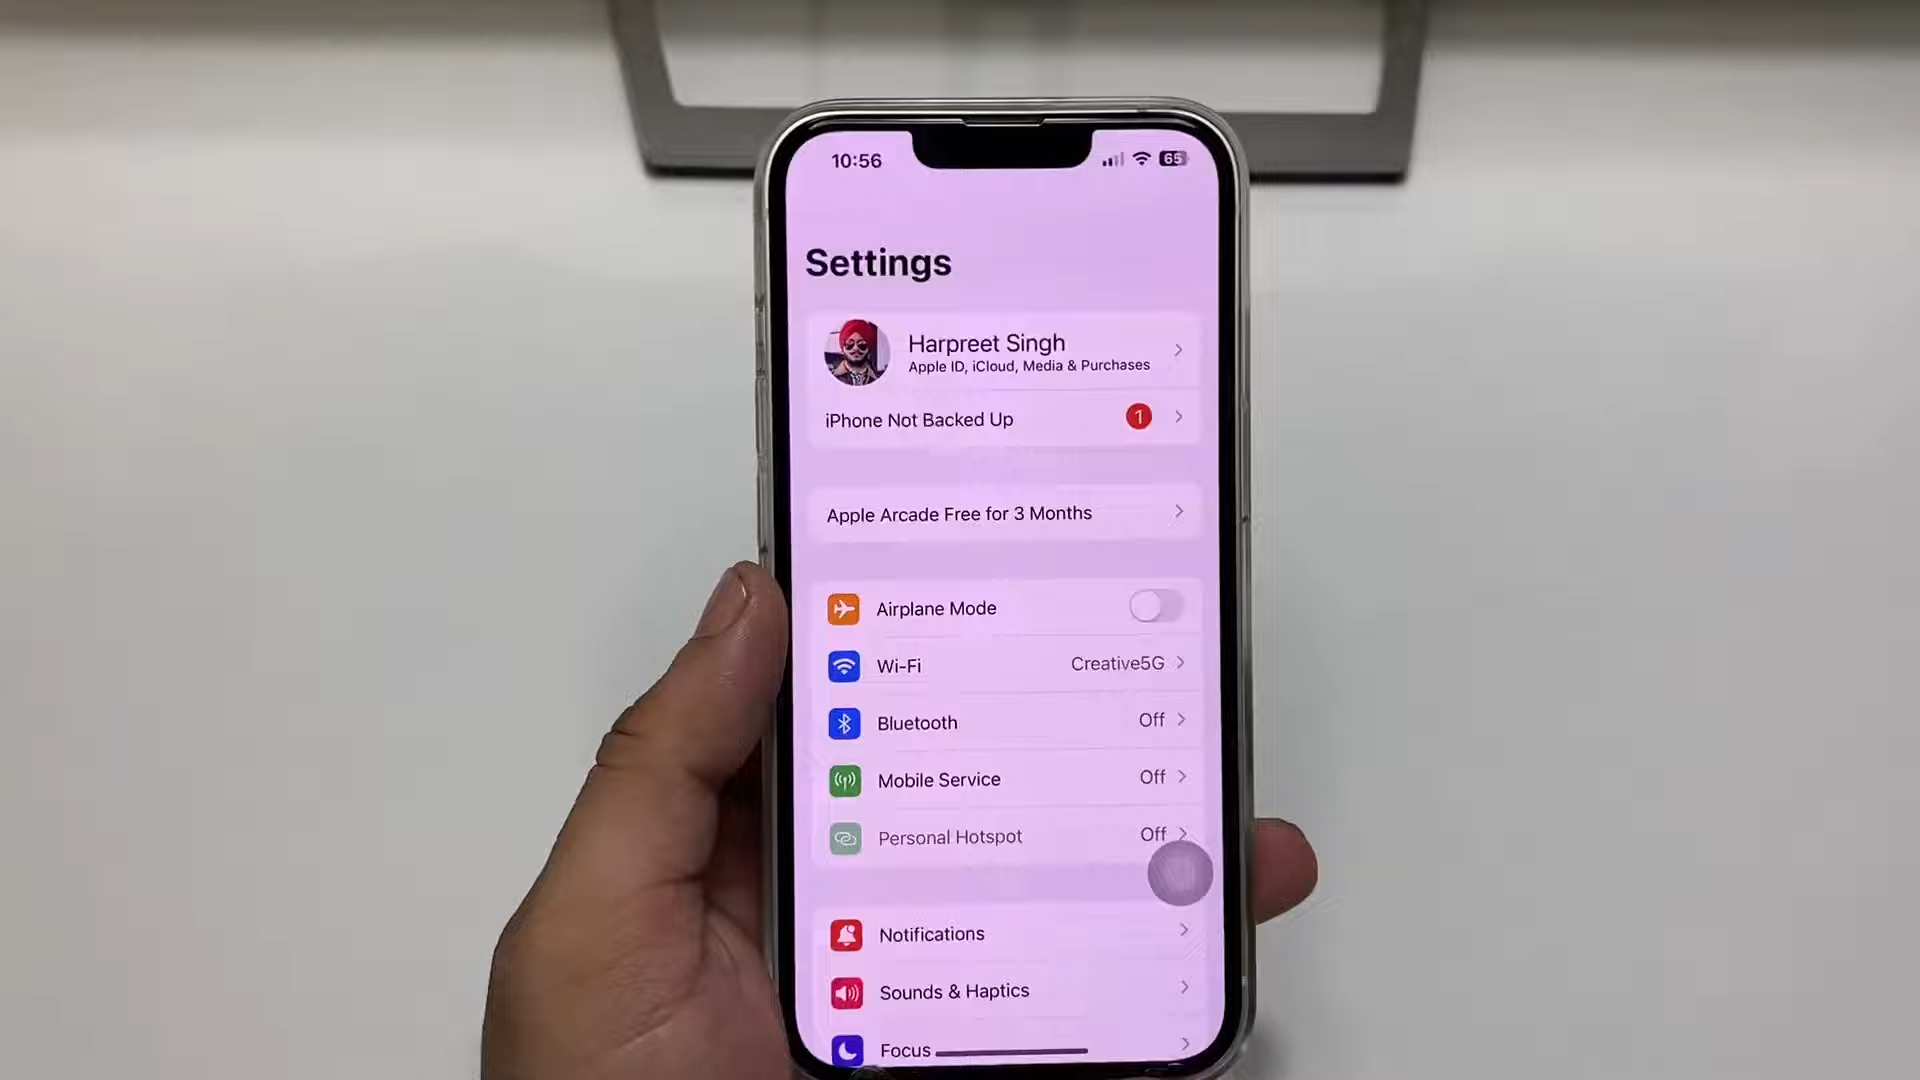 10:56
65
Settings
Harpreet Singh
Apple ID, iCloud, Media & Purchases
iPhone Not Backed Up 1
Apple Arcade Free for 3 Months
Airplane Mode
Wi-Fi Creative5G
Bluetooth Off
Mobile Service Off
Personal Hotspot Off
Notifications
Sounds & Haptics
Focus